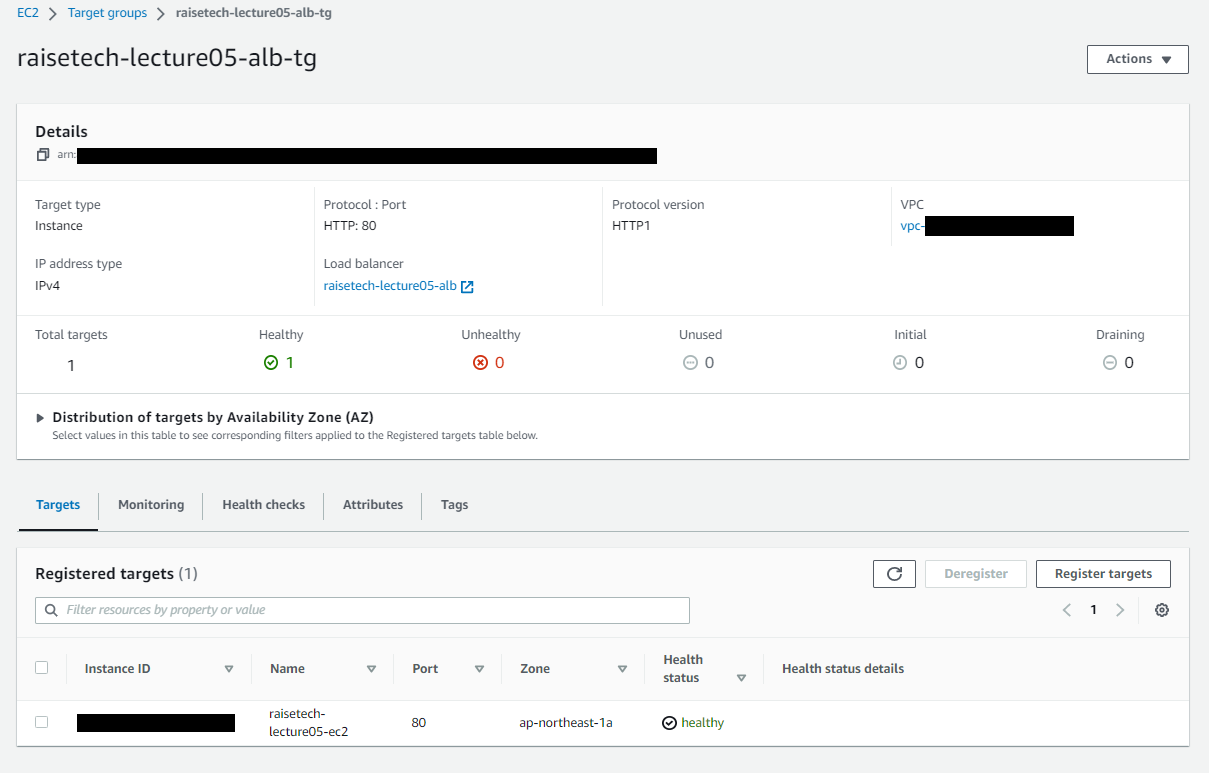 EC2 > Target groups > raisetech-lecture05-alb-tg
raisetech-lecture05-alb-tg
Actions
Details
arn:
Target type
Instance
Protocol : Port
HTTP: 80
Protocol version
HTTP1
VPC
vpc-
IP address type
IPv4
Load balancer
raisetech-lecture05-alb
Total targets
1
Healthy
1
Unhealthy
0
Unused
0
Initial
0
Draining
0
Distribution of targets by Availability Zone (AZ)
Select values in this table to see corresponding filters applied to the Registered targets table below.
Targets
Monitoring
Health checks
Attributes
Tags
Registered targets (1)
Deregister
Register targets
Filter resources by property or value
1
Instance ID
Name
Port
Zone
Health
status
Health status details
raisetech-
lecture05-ec2
80
ap-northeast-1a
healthy